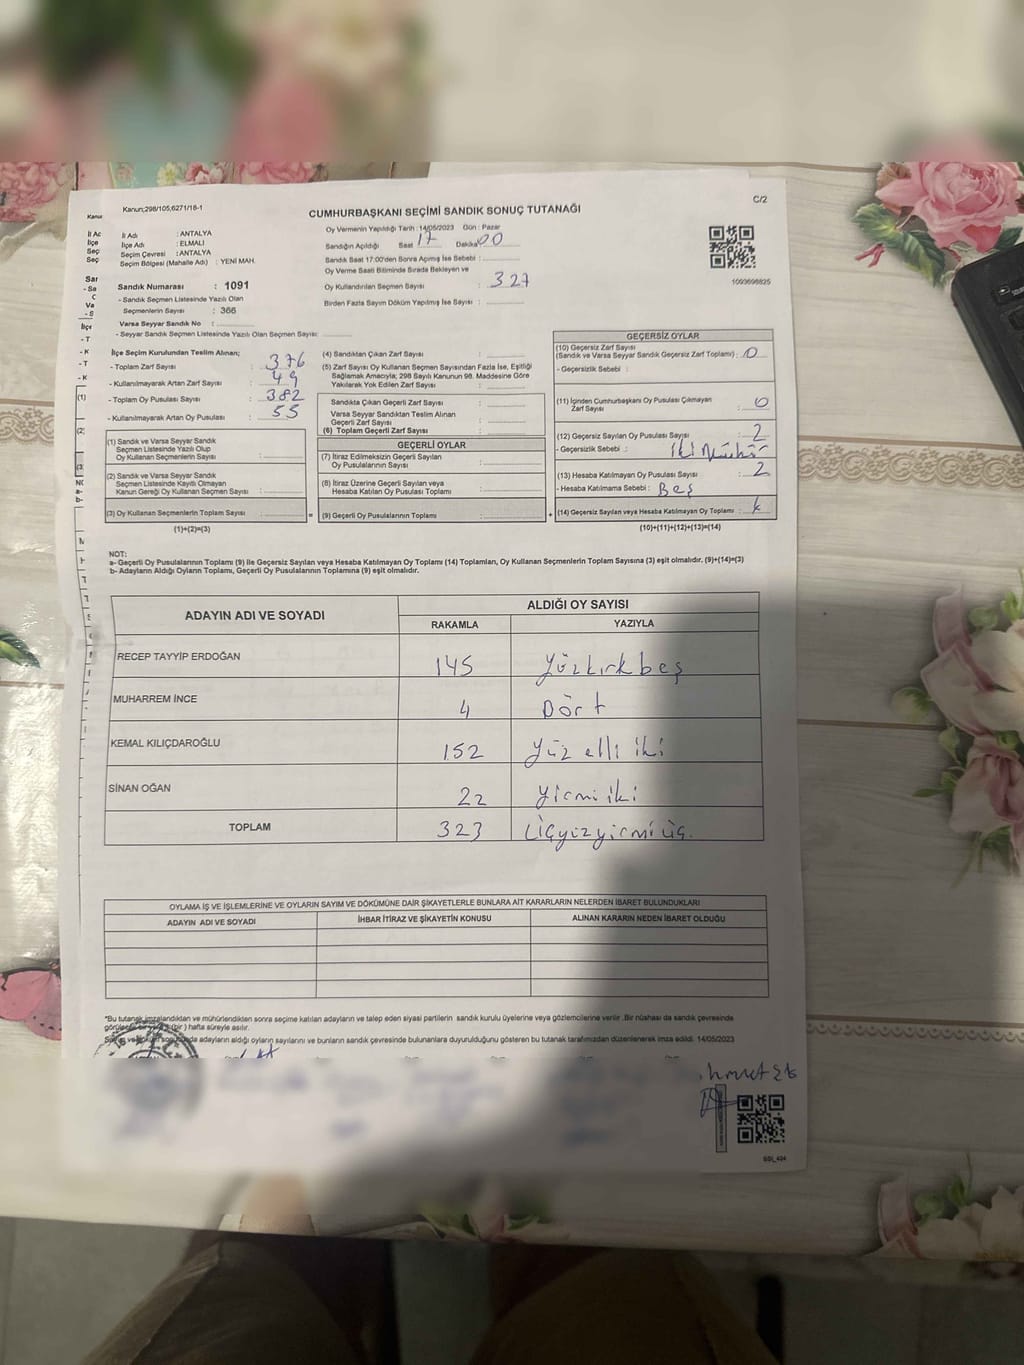 Kanun;298/105,6271/18-1
C/2
CUMHURBAŞKANI SEÇİMİ SANDIK SONUÇ TUTANAĞI
İl Adı : ANTALYA
İlçe Adı : ELMALI
Seçim Çevresi : ANTALYA
Seçim Bölgesi (Mahalle Adı) : YENİ MAH.
Sandık Numarası : 1091
- Sandık Seçmen Listesinde Yazılı Olan
Seçmenlerin Sayısı : 366
Varsa Seyyar Sandık No :
- Seyyar Sandık Seçmen Listesinde Yazılı Olan Seçmen Sayısı:
Oy Vermenin Yapıldığı Tarih : 14/05/2023 Gün : Pazar
Sandığın Açıldığı Saat 17 Dakika 00
Sandık Saat 17:00'den Sonra Açılmış İse Sebebi :
Oy Verme Saati Bitiminde Sırada Bekleyen ve
Oy Kullandırılan Seçmen Sayısı : 327
Birden Fazla Sayım Döküm Yapılmış İse Sayısı :
1093698825
İlçe Seçim Kurulundan Teslim Alınan;
- Toplam Zarf Sayısı : 376
- Kullanılmayarak Artan Zarf Sayısı : 49
- Toplam Oy Pusulası Sayısı : 382
- Kullanılmayarak Artan Oy Pusulası : 55
(1) Sandık ve Varsa Seyyar Sandık
Seçmen Listesinde Yazılı Olup
Oy Kullanan Seçmenlerin Sayısı :
(2) Sandık ve Varsa Seyyar Sandık
Seçmen Listesinde Kayıtlı Olmayan
Kanun Gereği Oy Kullanan Seçmen Sayısı :
(3) Oy Kullanan Seçmenlerin Toplam Sayısı :
(1)+(2)=(3)
(4) Sandıktan Çıkan Zarf Sayısı :
(5) Zarf Sayısı Oy Kullanan Seçmen Sayısından Fazla İse, Eşitliği
Sağlamak Amacıyla; 298 Sayılı Kanunun 98. Maddesine Göre
Yakılarak Yok Edilen Zarf Sayısı :
Sandıkta Çıkan Geçerli Zarf Sayısı :
Varsa Seyyar Sandıktan Teslim Alınan
Geçerli Zarf Sayısı :
(6) Toplam Geçerli Zarf Sayısı :
GEÇERLİ OYLAR
(7) İtiraz Edilmeksizin Geçerli Sayılan
Oy Pusulalarının Sayısı :
(8) İtiraz Üzerine Geçerli Sayılan veya
Hesaba Katılan Oy Pusulası Toplamı :
(9) Geçerli Oy Pusulalarının Toplamı :
GEÇERSİZ OYLAR
(10) Geçersiz Zarf Sayısı
(Sandık ve Varsa Seyyar Sandık Geçersiz Zarf Toplamı) : 0
- Geçersizlik Sebebi :
(11) İçinden Cumhurbaşkanı Oy Pusulası Çıkmayan
Zarf Sayısı : 0
(12) Geçersiz Sayılan Oy Pusulası Sayısı : 2
- Geçersizlik Sebebi : İki Mühür
(13) Hesaba Katılmayan Oy Pusulası Sayısı : 2
- Hesaba Katılmama Sebebi : Beş
(14) Geçersiz Sayılan veya Hesaba Katılmayan Oy Toplamı :
(10)+(11)+(12)+(13)=(14)
NOT:
a- Geçerli Oy Pusulalarının Toplamı (9) ile Geçersiz Sayılan veya Hesaba Katılmayan Oy Toplamı (14) Toplamları, Oy Kullanan Seçmenlerin Toplam Sayısına (3) eşit olmalıdır. (9)+(14)=(3)
b- Adayların Aldığı Oyların Toplamı, Geçerli Oy Pusulalarının Toplamına (9) eşit olmalıdır.
ADAYIN ADI VE SOYADI ALDIĞI OY SAYISI
RAKAMLA YAZIYLA
RECEP TAYYİP ERDOĞAN 145 Yüzkırkbeş
MUHARREM İNCE 4 Dört
KEMAL KILIÇDAROĞLU 152 Yüz elli iki
SİNAN OĞAN 22 Yirmi iki
TOPLAM 323 Üçyüzyirmi üç.
OYLAMA İŞ VE İŞLEMLERİNE VE OYLARIN SAYIM VE DÖKÜMÜNE DAİR ŞİKAYETLERLE BUNLARA AİT KARARLARIN NELERDEN İBARET BULUNDUKLARI
ADAYIN ADI VE SOYADI İHBAR İTİRAZ VE ŞİKAYETİN KONUSU ALINAN KARARIN NEDEN İBARET OLDUĞU
*Bu tutanak imzalandıktan ve mühürlendikten sonra seçime katılan adayların ve talep eden siyasi partilerin sandık kurulu üyelerine veya gözlemcilerine verilir .Bir nüshası da sandık çevresinde
(bir ) hafta süreyle asılır.
adayların aldığı oyların sayılarını ve bunların sandık çevresinde bulunanlara duyurulduğunu gösteren bu tutanak tarafımızdan düzenlenerek imza edildi. 14/05/2023